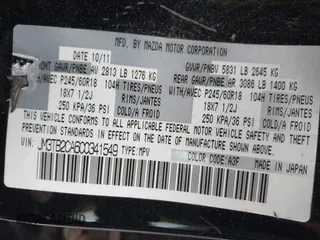 MFD. BY MAZDA MOTOR CORPORATION
DATE 10/11 GVWR/PNBV 5831 LB 2645 KG
ONT GAWR/PNBE AV 2813 LB 1276 KG REAR GAWR/PNBE AR 3086 LB 1400 KG
WITH/AVEC P245/60R18 104H TIRES/PNEUS WITH/AVEC P245/60R18 104H TIRES/PNEUS
18X7 1/2J RIMS/JANTES 18X7 1/2J RIMS/JANTES
250 KPA/36 PSI COLD/A FROID 250 KPA/36 PSI COLD/A FROID
THIS VEHICLE CONFORMS TO ALL APPLICABLE FEDERAL MOTOR VEHICLE SAFETY
AND THEFT PREVENTION STANDARDS IN EFFECT ON THE DATE OF
MANUFACTURE SHOWN ABOVE.
JM3TB2CA6C0341549 TYPE:MPV COLOR CODE:A3F MADE IN JAPAN